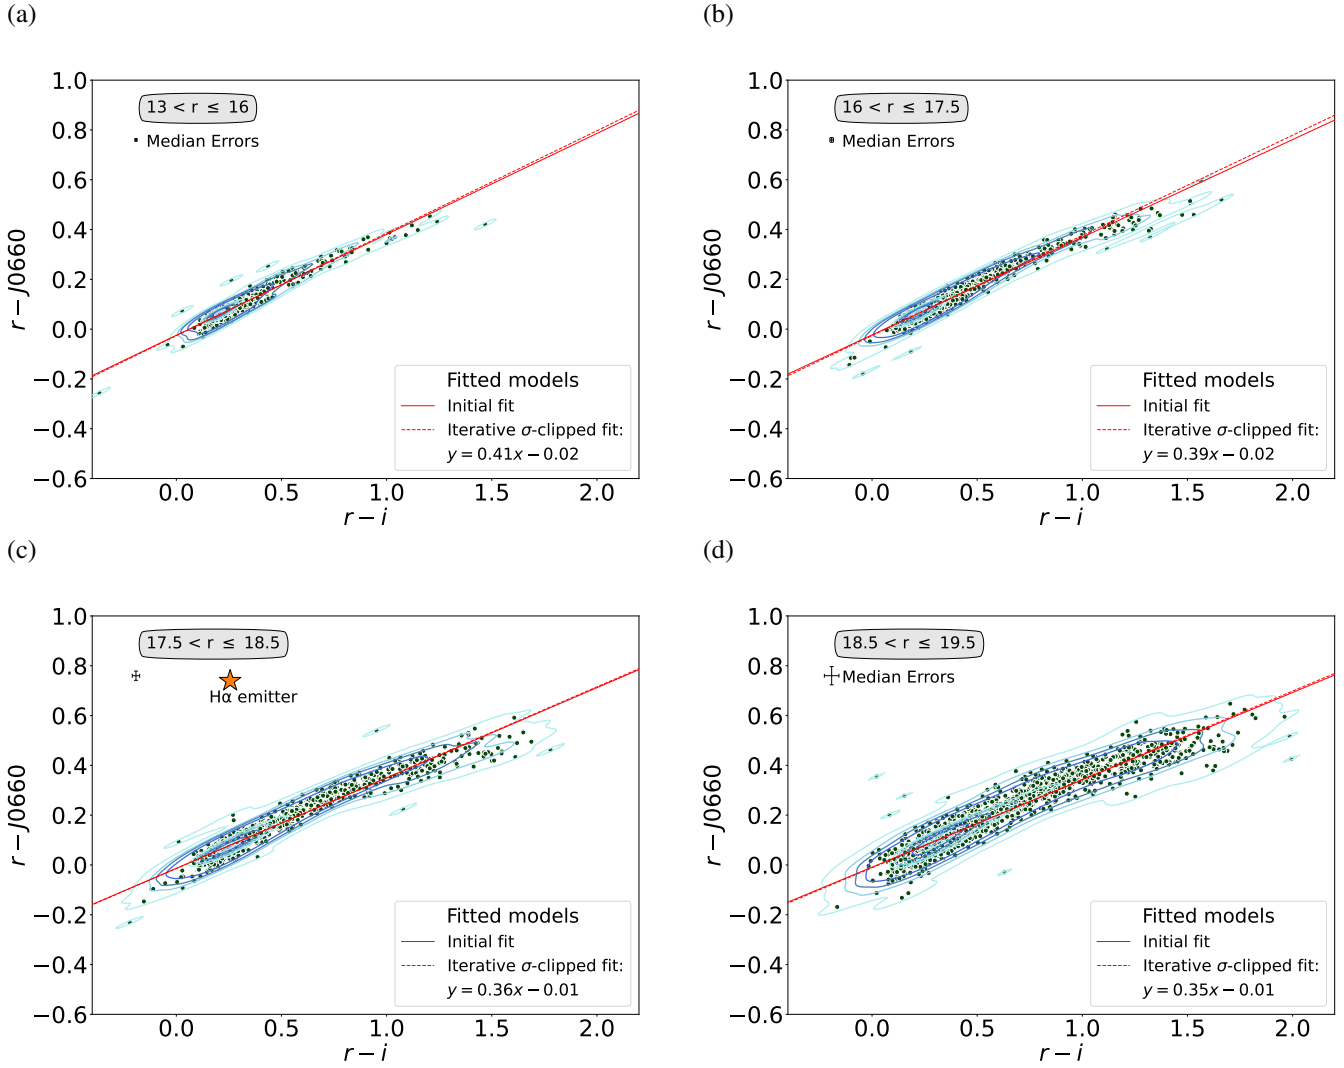 (a)
13 < r ≤ 16
Median Errors
1.0
0.8
0.6
0.4
0.2
0.0
−0.2
−0.4
−0.6
r − J0660
Fitted models
Initial fit
Iterative σ-clipped fit:
y = 0.41x − 0.02
0.0 0.5 1.0 1.5 2.0
r − i
(b)
16 < r ≤ 17.5
Median Errors
1.0
0.8
0.6
0.4
0.2
0.0
−0.2
−0.4
−0.6
r − J0660
Fitted models
Initial fit
Iterative σ-clipped fit:
y = 0.39x − 0.02
0.0 0.5 1.0 1.5 2.0
r − i
(c)
17.5 < r ≤ 18.5
Hα emitter
1.0
0.8
0.6
0.4
0.2
0.0
−0.2
−0.4
−0.6
r − J0660
Fitted models
Initial fit
Iterative σ-clipped fit:
y = 0.36x − 0.01
0.0 0.5 1.0 1.5 2.0
r − i
(d)
18.5 < r ≤ 19.5
Median Errors
1.0
0.8
0.6
0.4
0.2
0.0
−0.2
−0.4
−0.6
r − J0660
Fitted models
Initial fit
Iterative σ-clipped fit:
y = 0.35x − 0.01
0.0 0.5 1.0 1.5 2.0
r − i